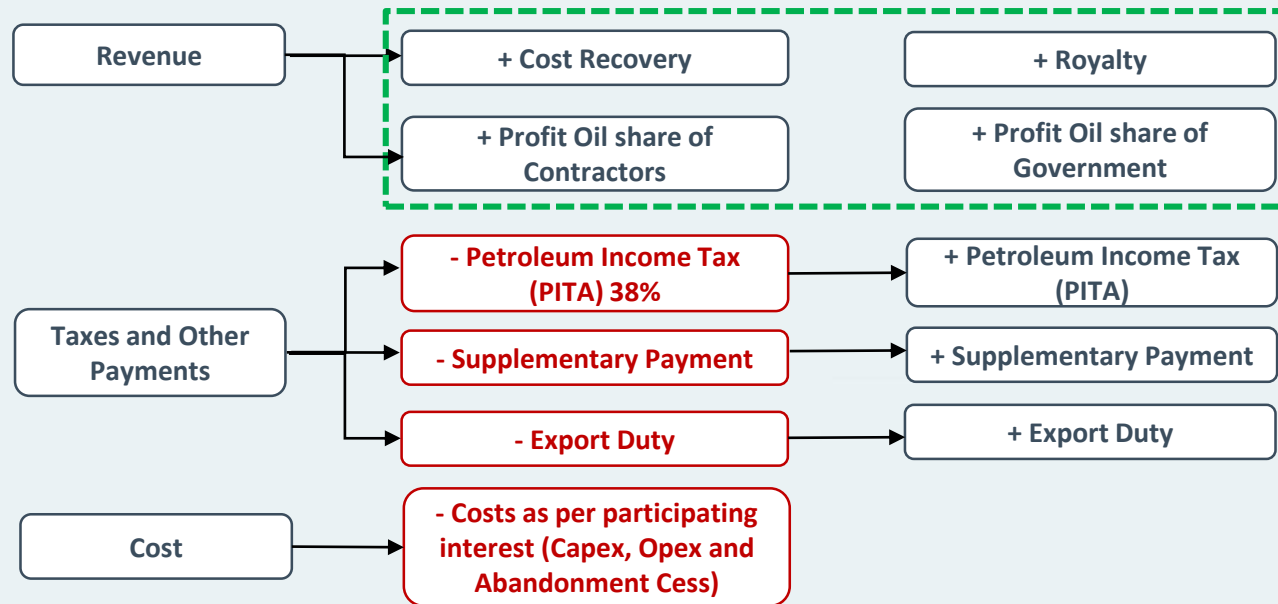 Revenue
+ Cost Recovery
+ Royalty
+ Profit Oil share of
Contractors
+ Profit Oil share of
Government
Taxes and Other
Payments
- Petroleum Income Tax
(PITA) 38%
+ Petroleum Income Tax
(PITA)
- Supplementary Payment
+ Supplementary Payment
- Export Duty
+ Export Duty
Cost
- Costs as per participating
interest (Capex, Opex and
Abandonment Cess)